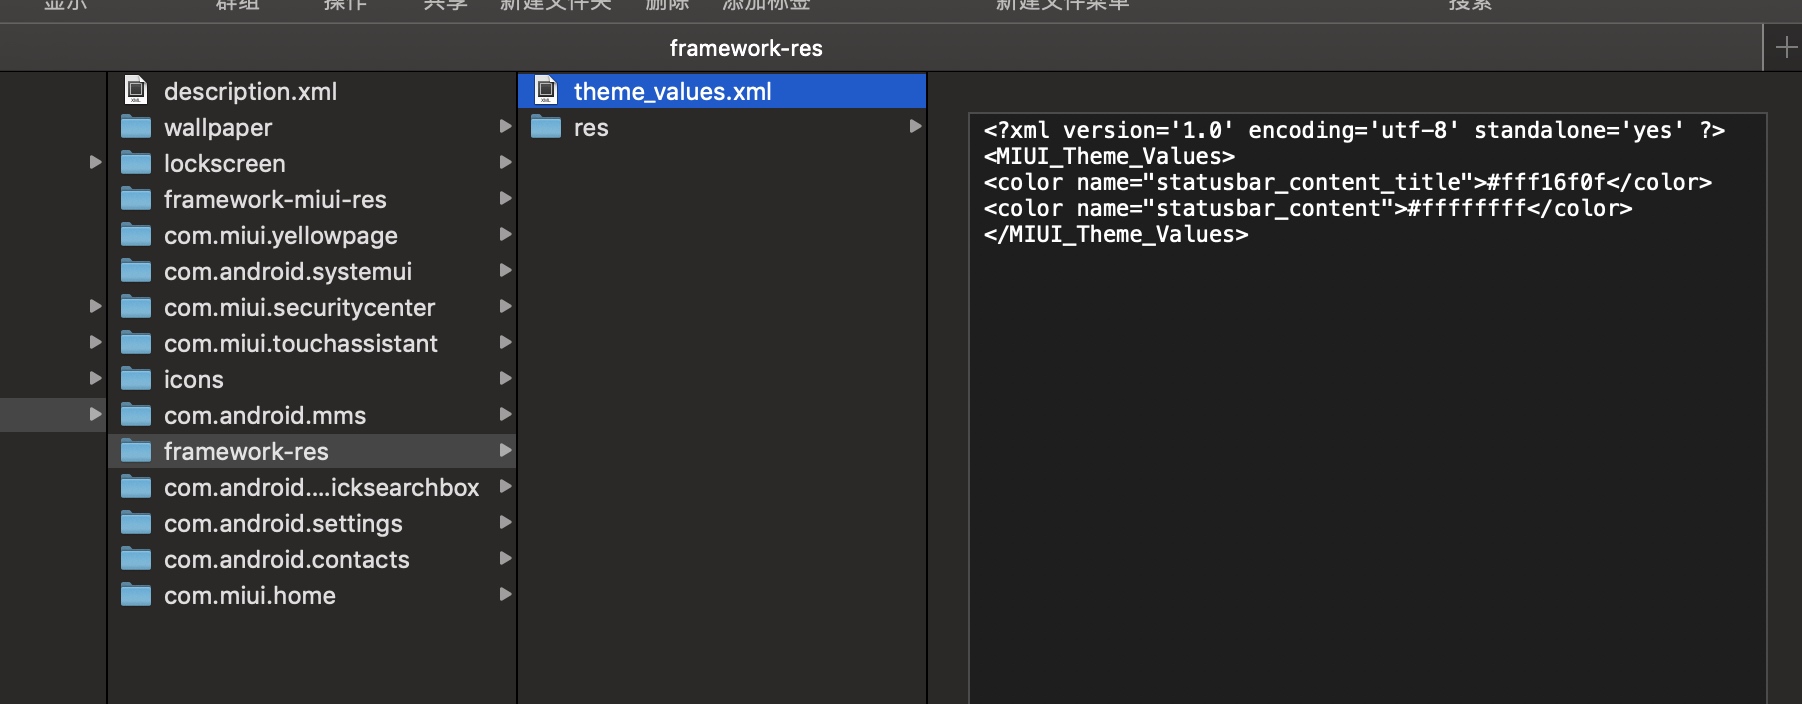 显示 群组 操作 共享 新建文件夹 删除 添加标签 新建文件菜单 搜索
framework-res
description.xml
wallpaper
lockscreen
framework-miui-res
com.miui.yellowpage
com.android.systemui
com.miui.securitycenter
com.miui.touchassistant
icons
com.android.mms
framework-res
com.android....icksearchbox
com.android.settings
com.android.contacts
com.miui.home
theme_values.xml
res
<?xml version='1.0' encoding='utf-8' standalone='yes' ?>
<MIUI_Theme_Values>
<color name="statusbar_content_title">#fff16f0f</color>
<color name="statusbar_content">#ffffffff</color>
</MIUI_Theme_Values>